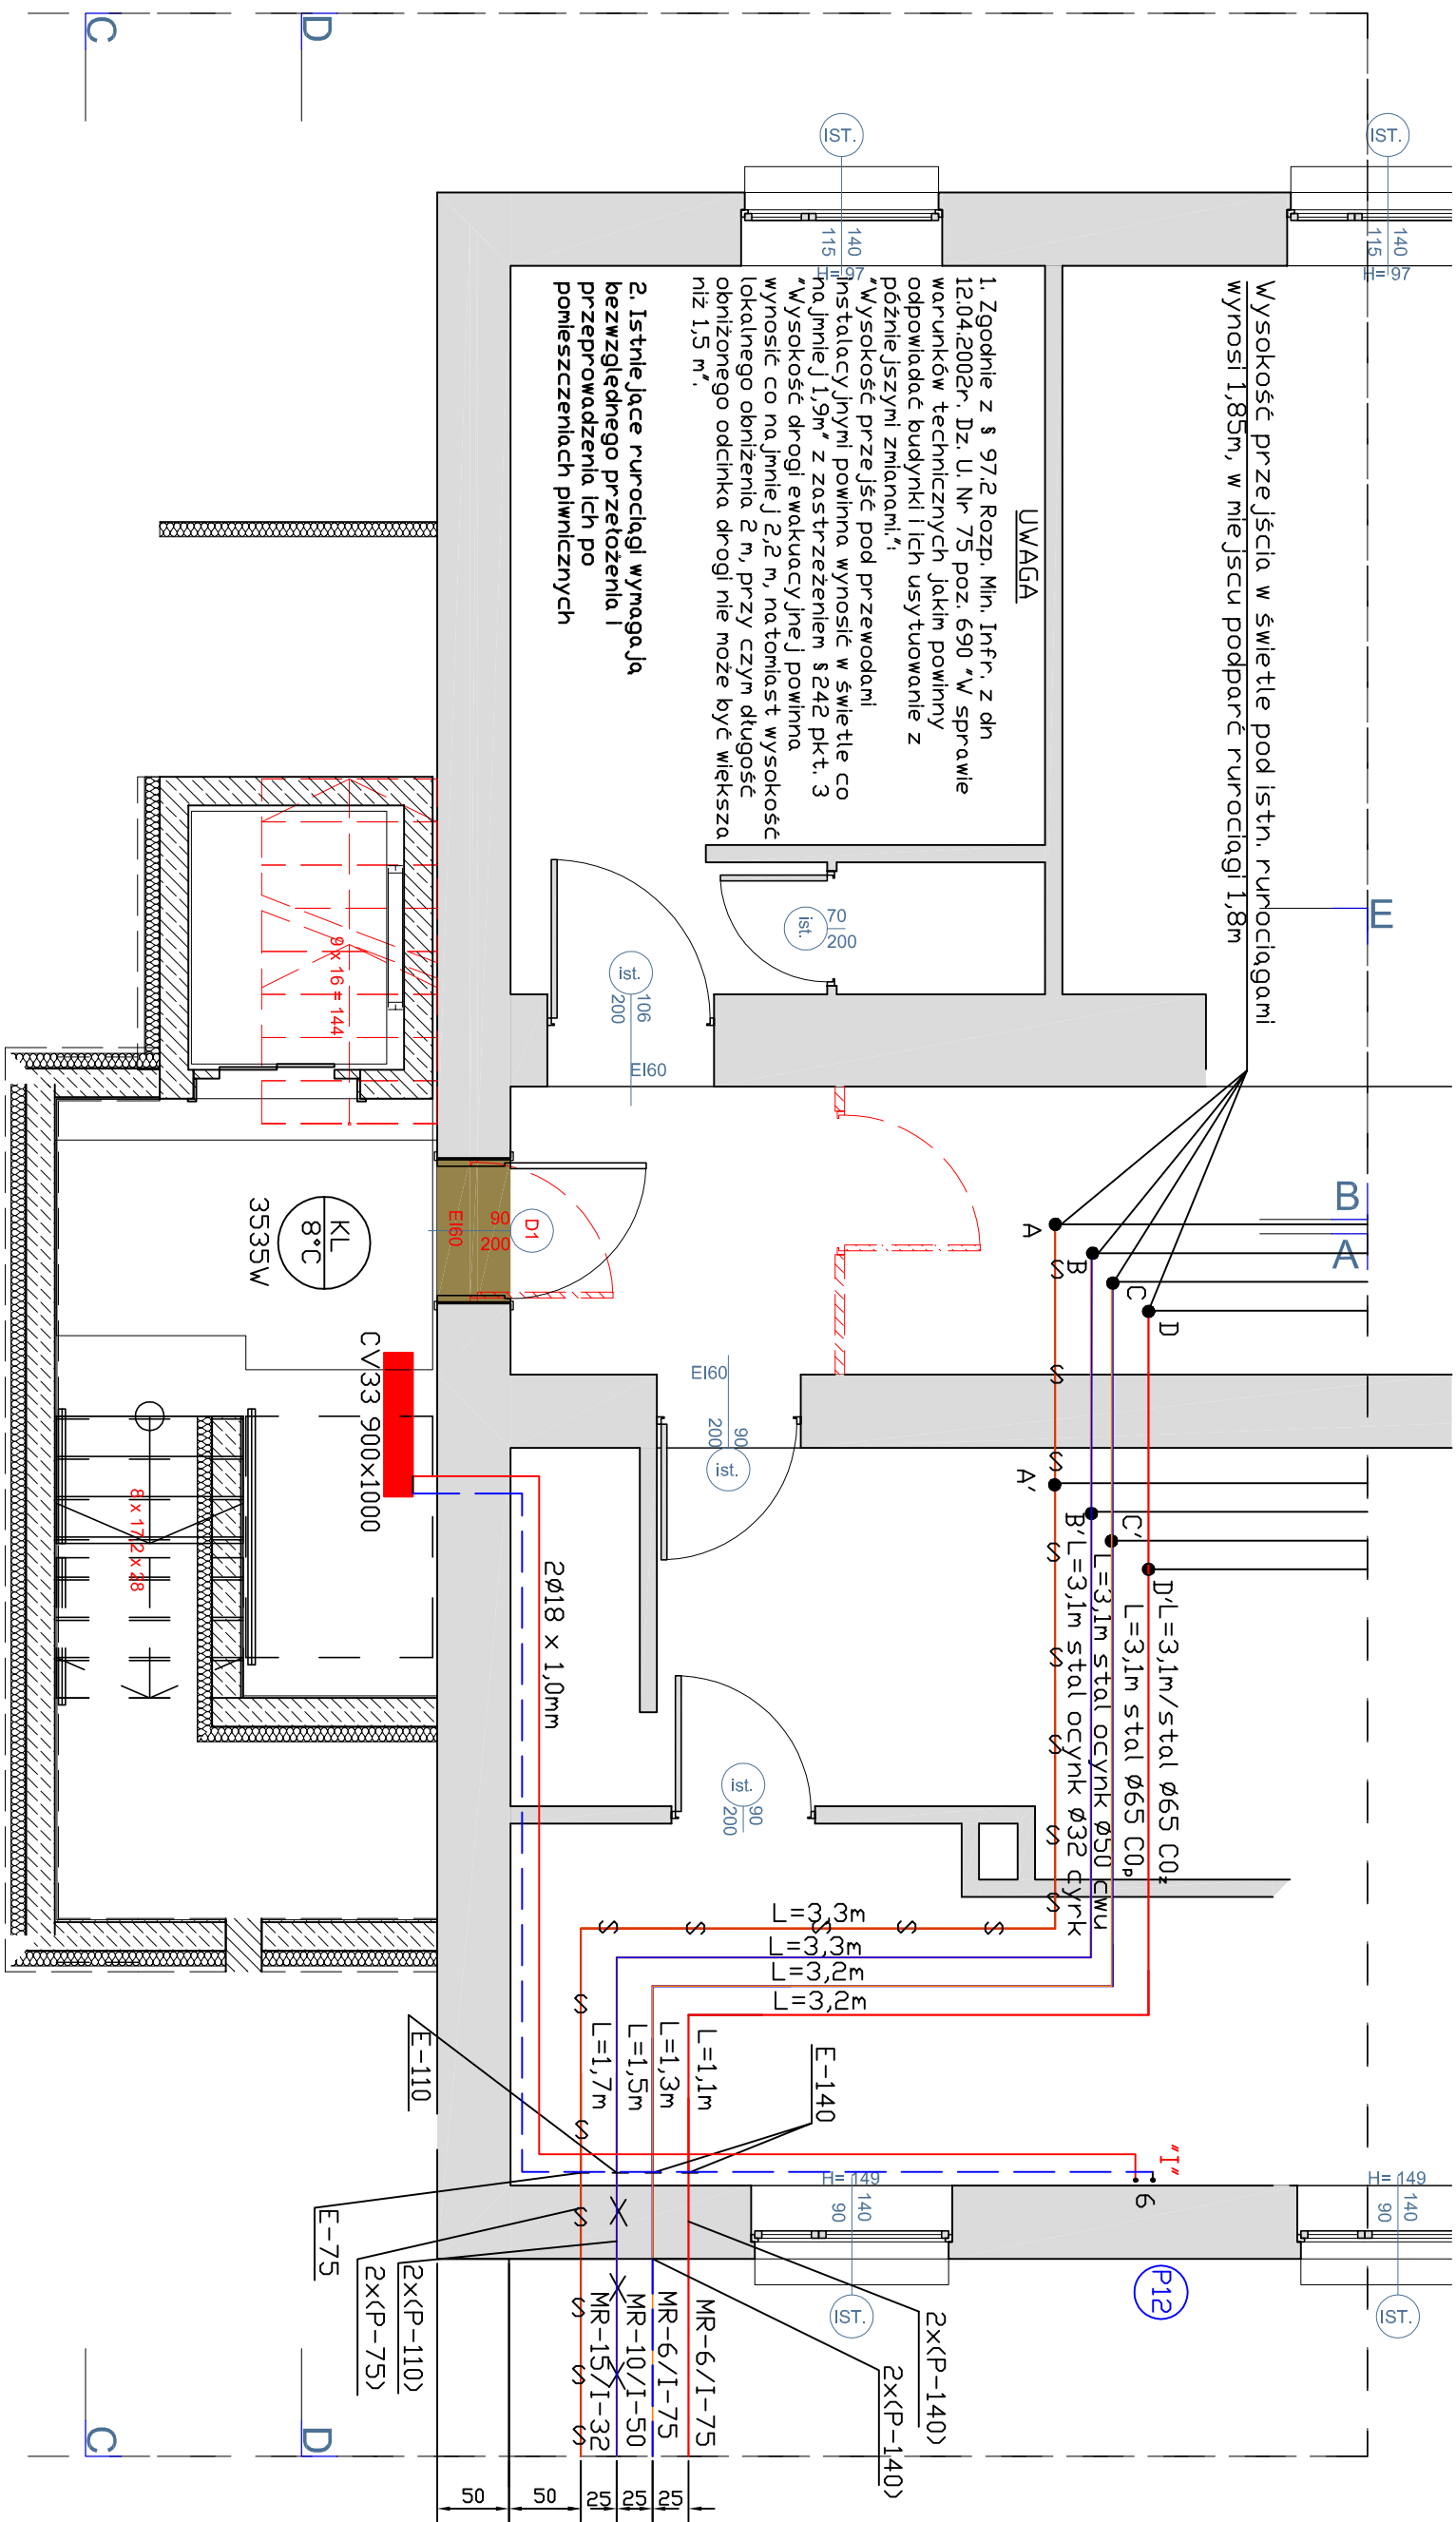 Wysokość przejścia w świetle pod istn. rurociągami
wynosi 1,85m, w miejscu podparć rurociągi 1,8m
UWAGA
1. Zgodnie z § 97.2 Rozp. Min. Infr. z dn
12.04.2002r. Dz. U. Nr 75 poz. 690 "W sprawie
warunków technicznych jakim powinny
odpowiadać budynki i ich usytuowanie z
późniejszymi zmianami.":
"Wysokość przejść pod przewodami
instalacyjnymi powinna wynosić w świetle co
najmniej 1,9m" z zastrzeżeniem §242 pkt. 3
"Wysokość drogi ewakuacyjnej powinna
wynosić co najmniej 2,2 m, natomiast wysokość
lokalnego obniżenia 2 m, przy czym długość
obniżonego odcinka drogi nie może być większa
niż 1,5 m".
2. Istniejące rurociągi wymagają
bezwzględnego przełożenia i
przeprowadzenia ich po
pomieszczeniach piwnicznych
C
D
IST.
140
115
H= 97
IST.
140
115
H= 97
E
B
A
ist.
70
200
ist.
106
200
EI60
9 x 16 = 144
KL
8°C
3535W
EI60
90
200
D1
A
B
C
D
EI60
90
200
ist.
A'
B'
C'
D'
L=3,1m/stal ø65 COz
L=3,1m stal ø65 COp
L=3,1m stal ocynk ø50 cwu
L=3,1m stal ocynk ø32 cyrk
CV33 900x1000
8 x 17,2 x 28
2ø18 x 1,0mm
ist.
90
200
L=3,3m
L=3,3m
L=3,2m
L=3,2m
L=1,1m
L=1,3m
L=1,5m
L=1,7m
E-140
E-110
E-75
"I"
6
H= 149
140
90
IST.
H= 149
140
90
IST.
P12
2x(P-140)
2x(P-140)
2x(P-110)
2x(P-75)
MR-6/I-75
MR-6/I-75
MR-10/I-50
MR-15/I-32
C
D
50
50
25
25
25